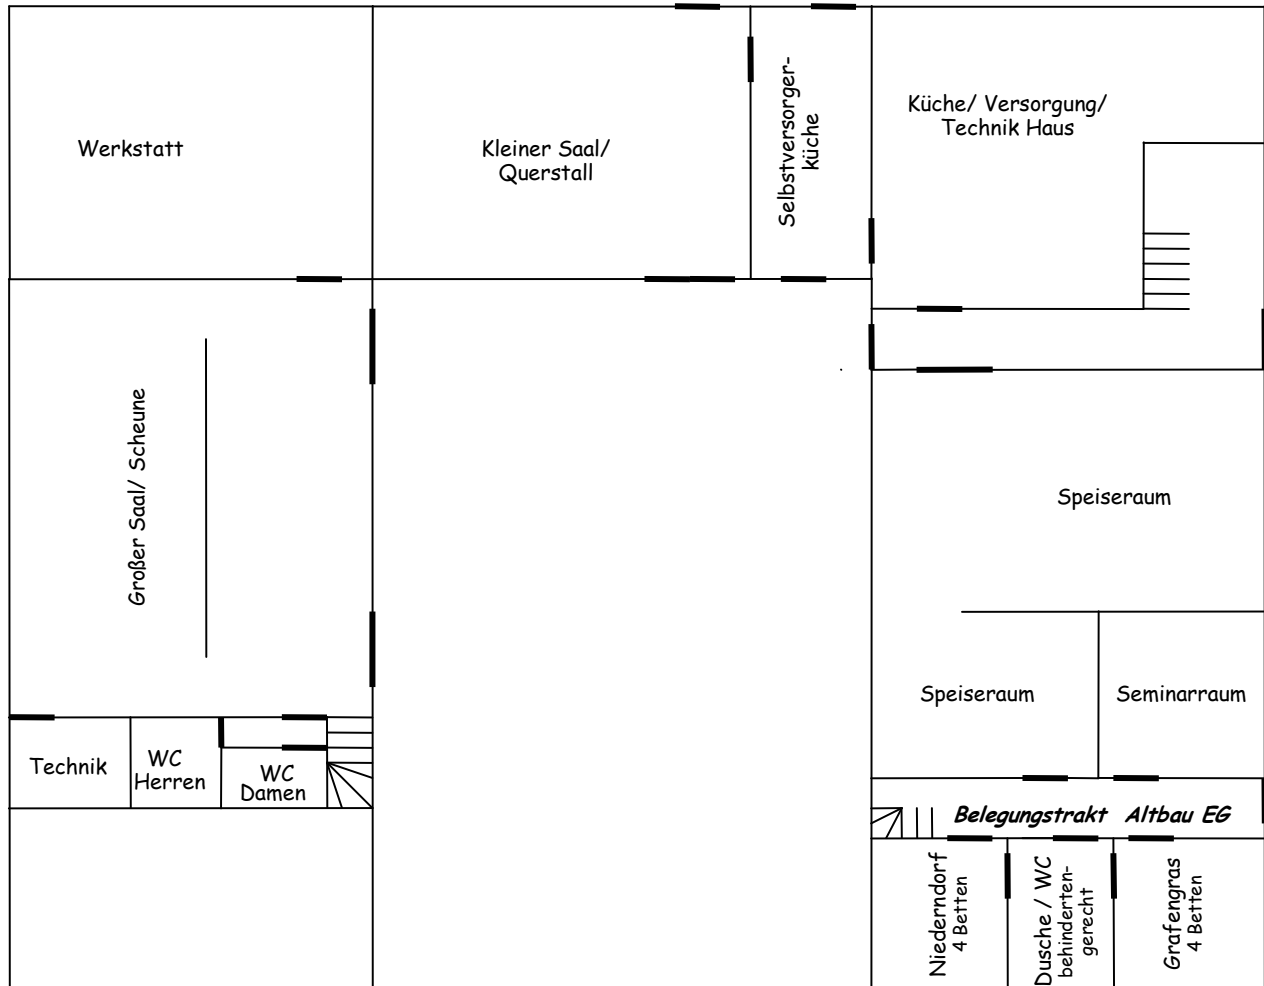 Werkstatt
Kleiner Saal/
Querstall
Selbstversorger-
küche
Küche/ Versorgung/
Technik Haus
Großer Saal/ Scheune
Speiseraum
Speiseraum
Seminarraum
Technik
WC
Herren
WC
Damen
Belegungstrakt Altbau EG
Niederndorf
4 Betten
Dusche / WC
behinderten-
gerecht
Grafengras
4 Betten